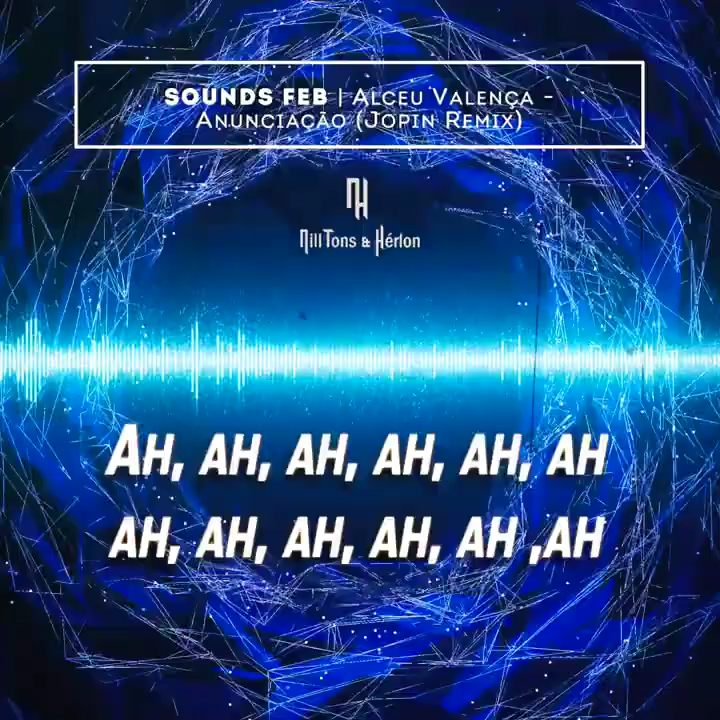 SOUNDS FEB | ALCEU VALENÇA -
ANUNCIAÇÃO (JOPIN REMIX)
NH
Nill Tons & Hérlon
AH, AH, AH, AH, AH, AH
AH, AH, AH, AH, AH ,AH